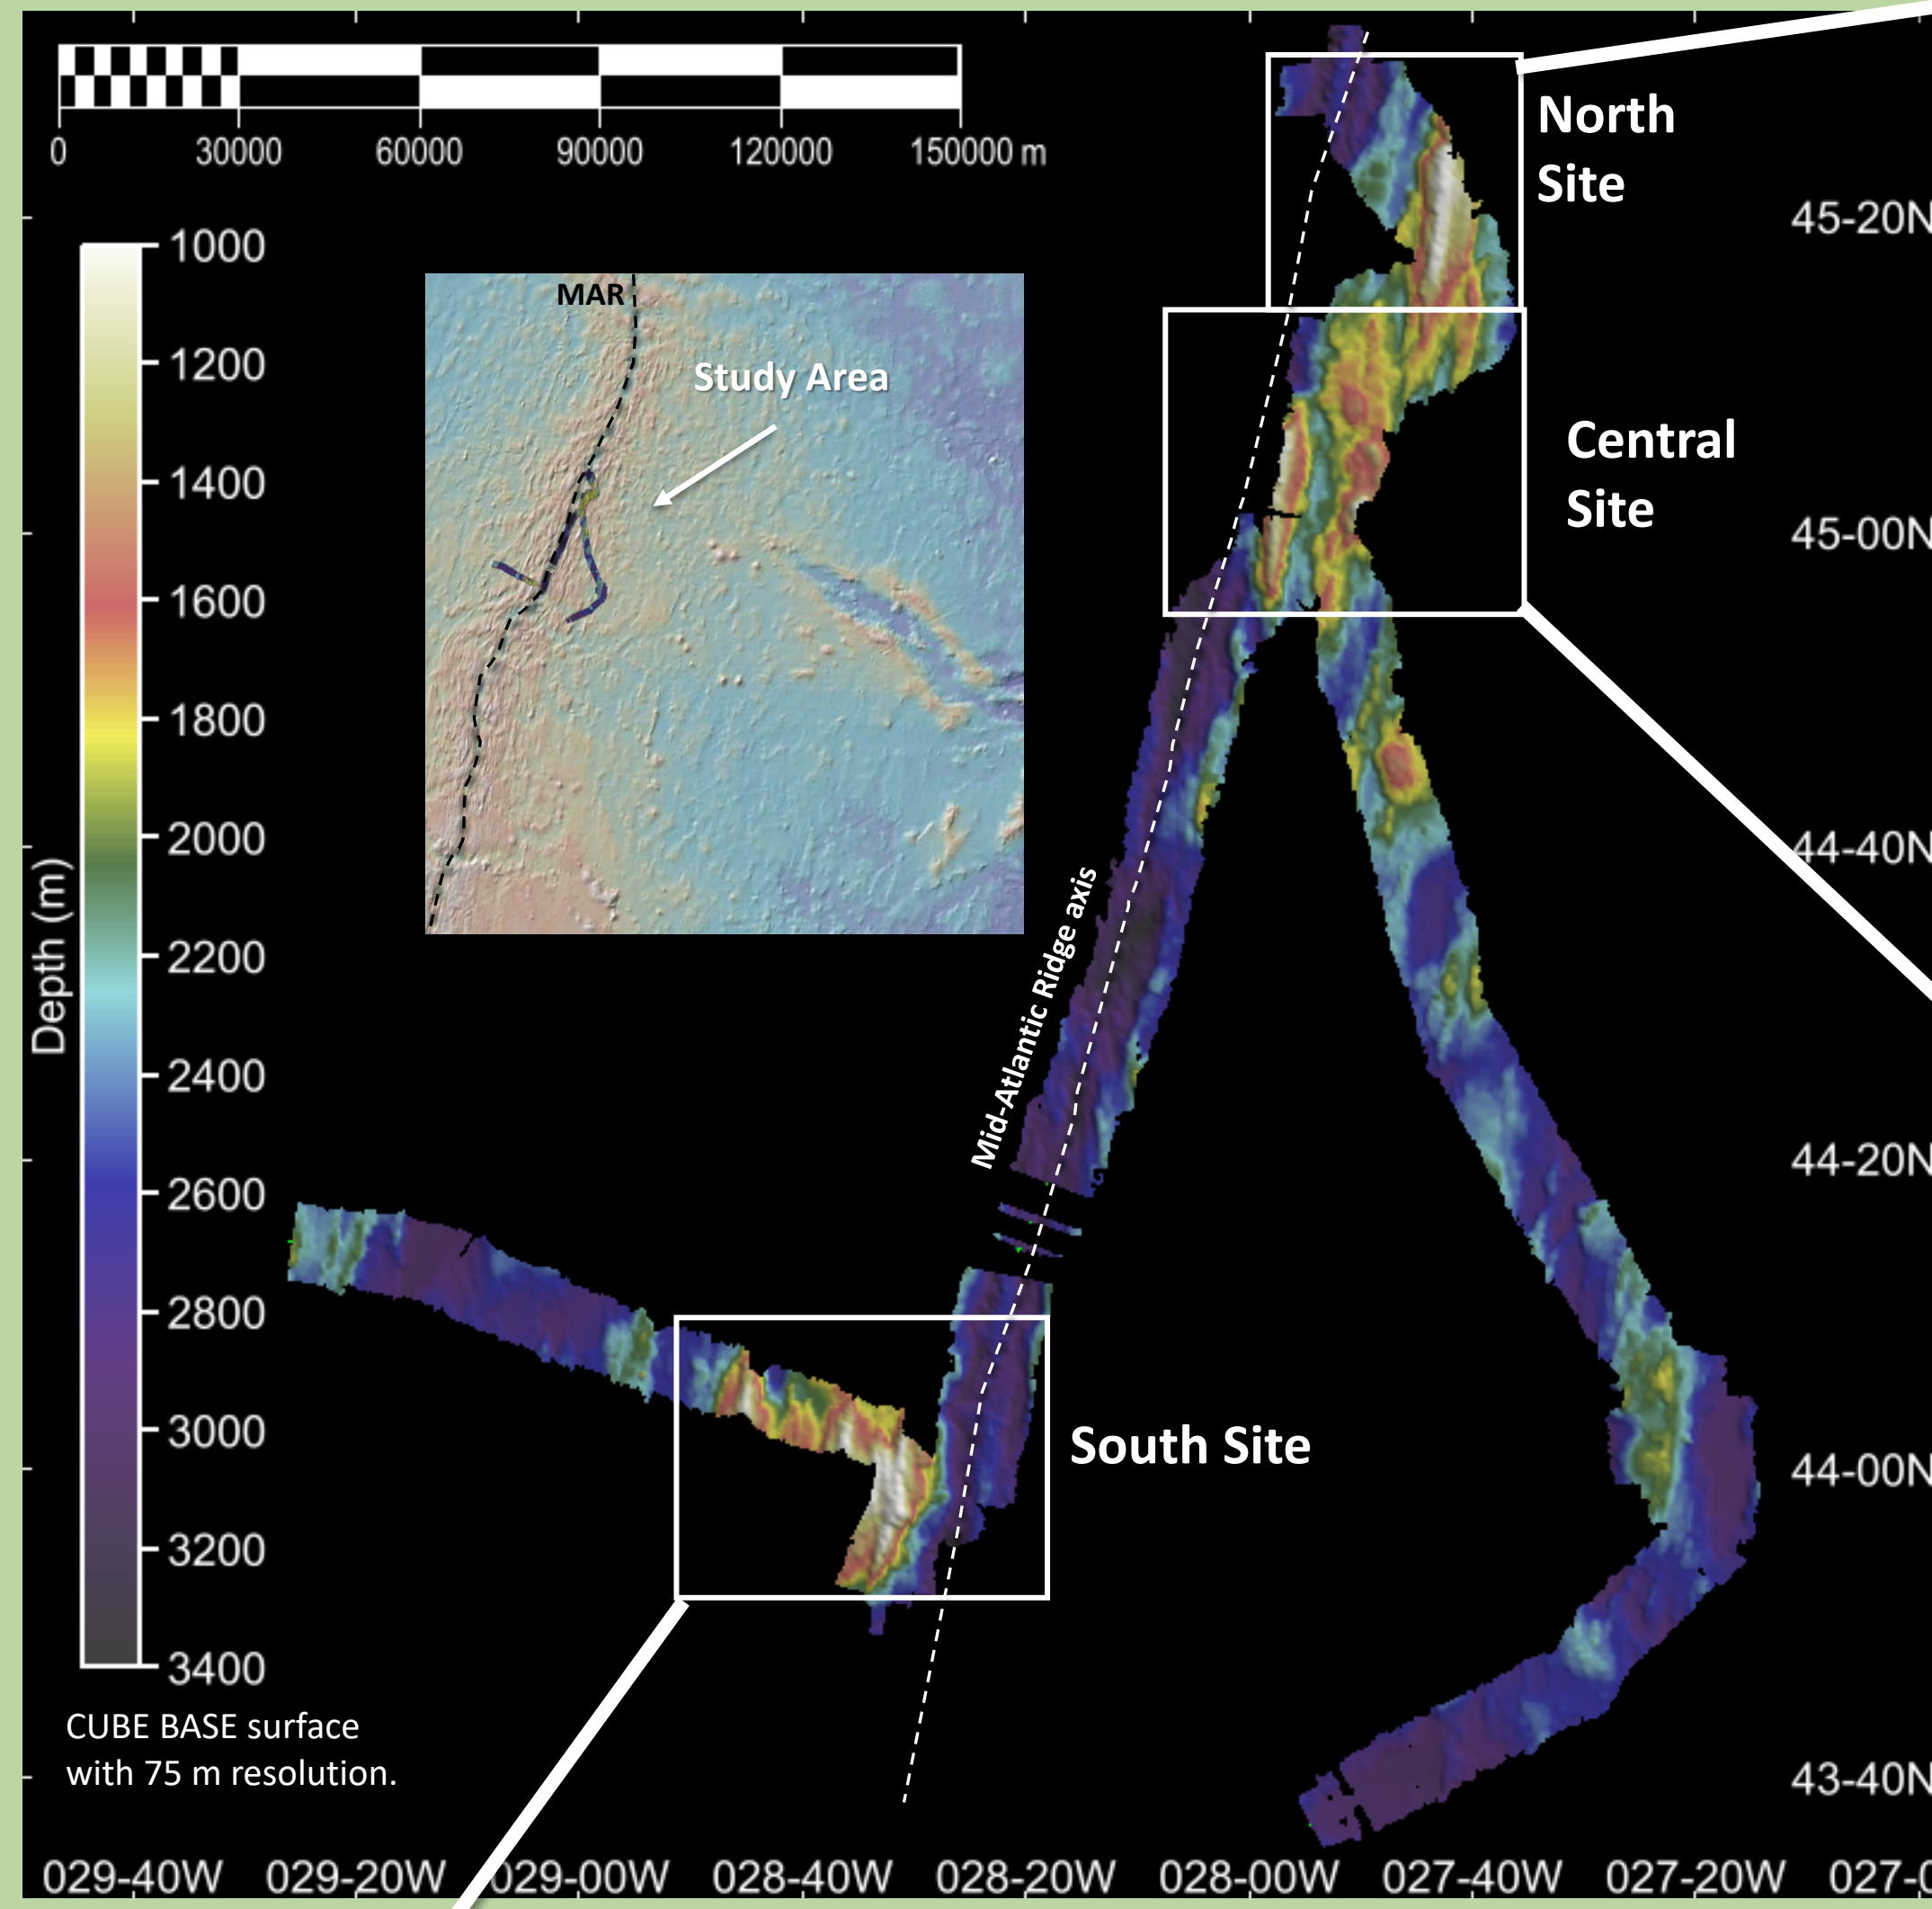 0 30000 60000 90000 120000 150000 m
North
Site
45-20N
1000
1200
1400
1600
1800
2000
2200
2400
2600
2800
3000
3200
3400
Depth (m)
MAR
Study Area
Central
Site
45-00N
44-40N
Mid-Atlantic Ridge axis
44-20N
South Site
44-00N
43-40N
CUBE BASE surface
with 75 m resolution.
029-40W 029-20W 029-00W 028-40W 028-20W 028-00W 027-40W 027-20W